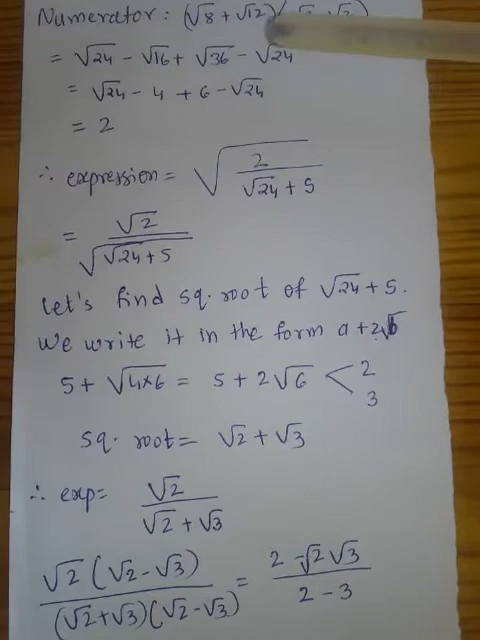 Numerator: (√8 + √12)(
= √24 - √16 + √36 - √24
= √24 - 4 + 6 - √24
= 2
∴ expression = √(2/(√24 + 5))
= √2/√(√24 + 5)
Let's find sq. root of √24 + 5.
We write it in the form a + 2√b
5 + √4×6 = 5 + 2√6 < 2 3
sq. root = √2 + √3
∴ exp = √2/(√2 + √3)
√2(√2 - √3)/(√2 + √3)(√2 - √3) = (2 - √2√3)/(2 - 3)